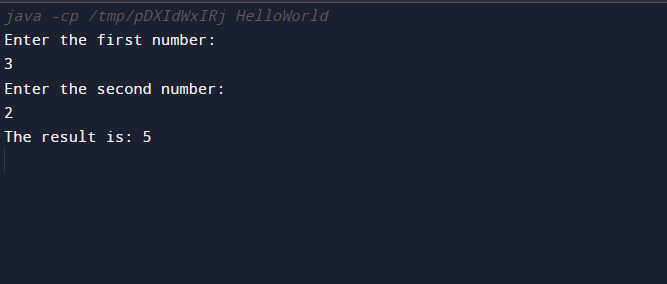 java -cp /tmp/pDXIdWxIRj HelloWorld
Enter the first number:
3
Enter the second number:
2
The result is: 5